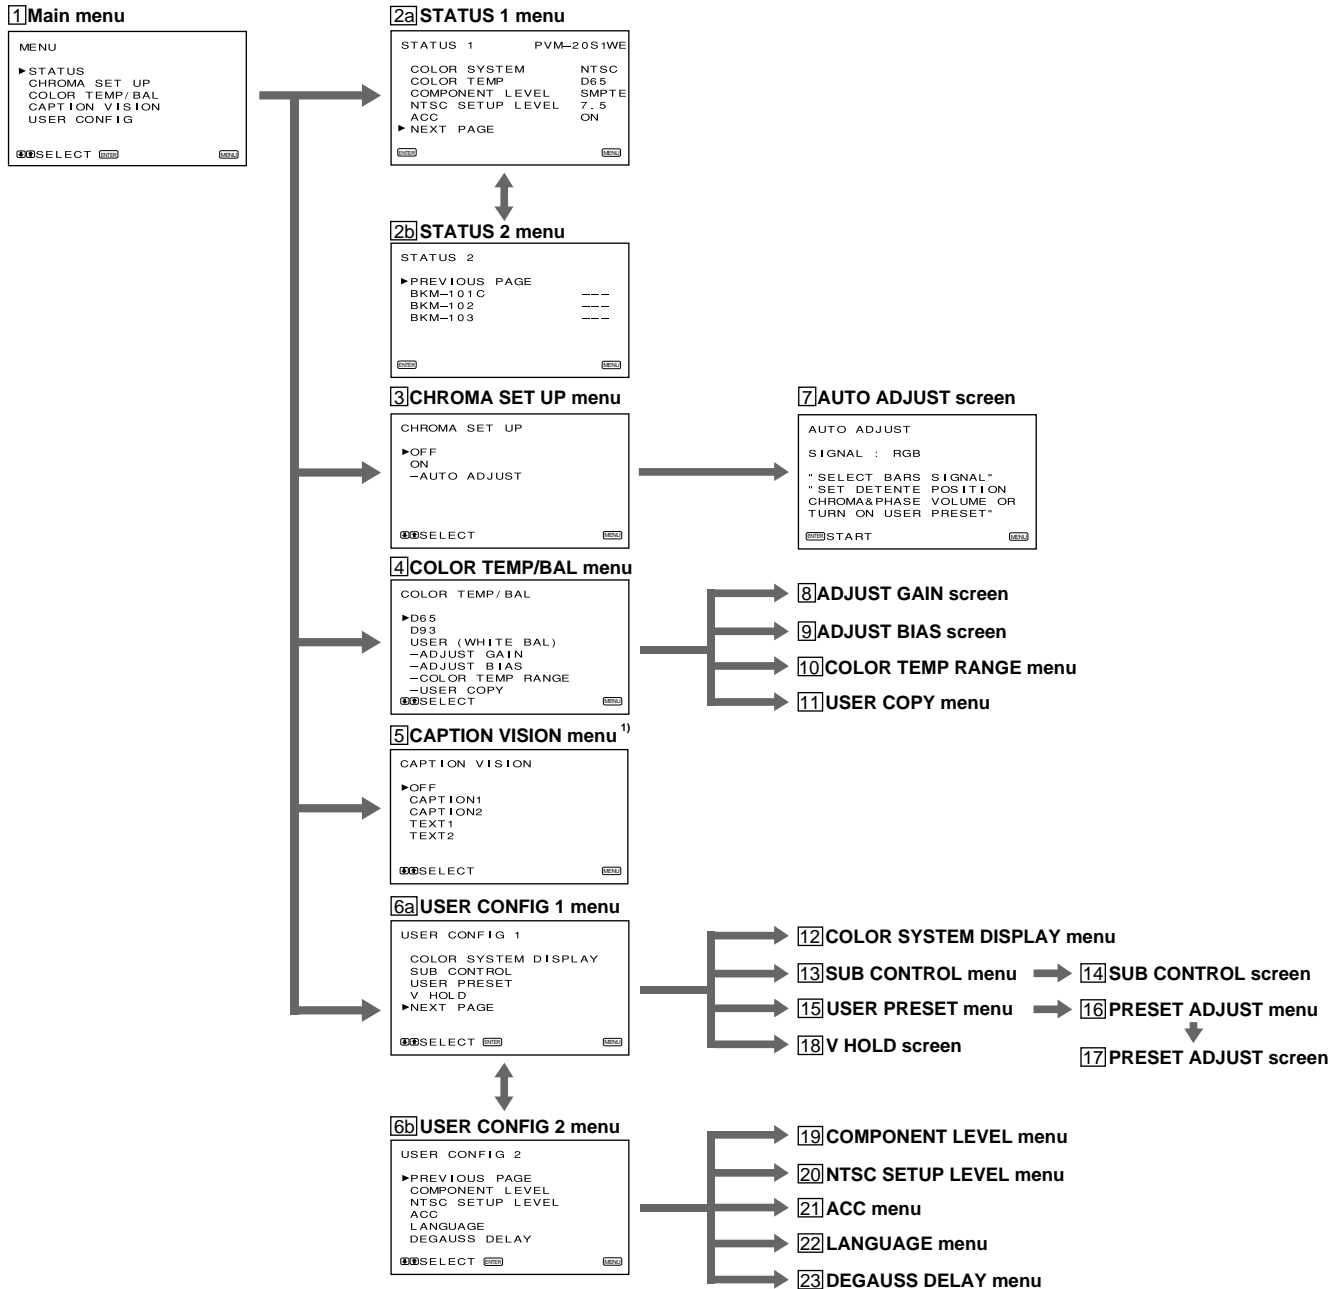 1 Main menu
MENU
►STATUS
CHROMA SET UP
COLOR TEMP/BAL
CAPTION VISION
USER CONFIG
SELECT ENTER MENU
2a STATUS 1 menu
STATUS 1 PVM–20S1WE
COLOR SYSTEM NTSC
COLOR TEMP D65
COMPONENT LEVEL SMPTE
NTSC SETUP LEVEL 7.5
ACC ON
►NEXT PAGE
ENTER MENU
2b STATUS 2 menu
STATUS 2
►PREVIOUS PAGE
BKM–101C –––
BKM–102 –––
BKM–103 –––
ENTER MENU
3 CHROMA SET UP menu
CHROMA SET UP
►OFF
ON
–AUTO ADJUST
SELECT MENU
7 AUTO ADJUST screen
AUTO ADJUST
SIGNAL : RGB
"SELECT BARS SIGNAL"
"SET DETENTE POSITION
CHROMA&PHASE VOLUME OR
TURN ON USER PRESET"
ENTER START MENU
4 COLOR TEMP/BAL menu
COLOR TEMP/BAL
►D65
D93
USER (WHITE BAL)
–ADJUST GAIN
–ADJUST BIAS
–COLOR TEMP RANGE
–USER COPY
SELECT MENU
8 ADJUST GAIN screen
9 ADJUST BIAS screen
10 COLOR TEMP RANGE menu
11 USER COPY menu
5 CAPTION VISION menu 1)
CAPTION VISION
►OFF
CAPTION1
CAPTION2
TEXT1
TEXT2
SELECT MENU
6a USER CONFIG 1 menu
USER CONFIG 1
COLOR SYSTEM DISPLAY
SUB CONTROL
USER PRESET
V HOLD
►NEXT PAGE
SELECT ENTER MENU
12 COLOR SYSTEM DISPLAY menu
13 SUB CONTROL menu
14 SUB CONTROL screen
15 USER PRESET menu
16 PRESET ADJUST menu
18 V HOLD screen
17 PRESET ADJUST screen
6b USER CONFIG 2 menu
USER CONFIG 2
►PREVIOUS PAGE
COMPONENT LEVEL
NTSC SETUP LEVEL
ACC
LANGUAGE
DEGAUSS DELAY
SELECT ENTER MENU
19 COMPONENT LEVEL menu
20 NTSC SETUP LEVEL menu
21 ACC menu
22 LANGUAGE menu
23 DEGAUSS DELAY menu